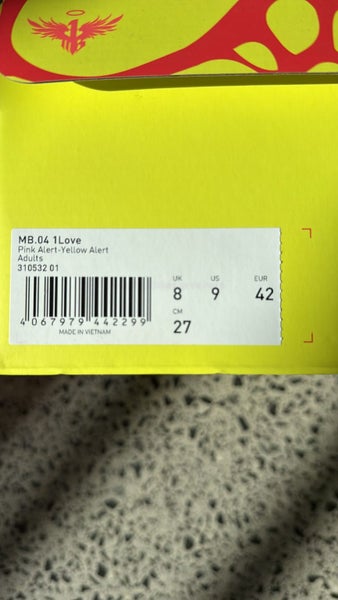 MB.04 1Love
Pink Alert-Yellow Alert
Adults
310532 01
UK US EUR
8 9 42
CM
27
4 067979 442299
MADE IN VIETNAM